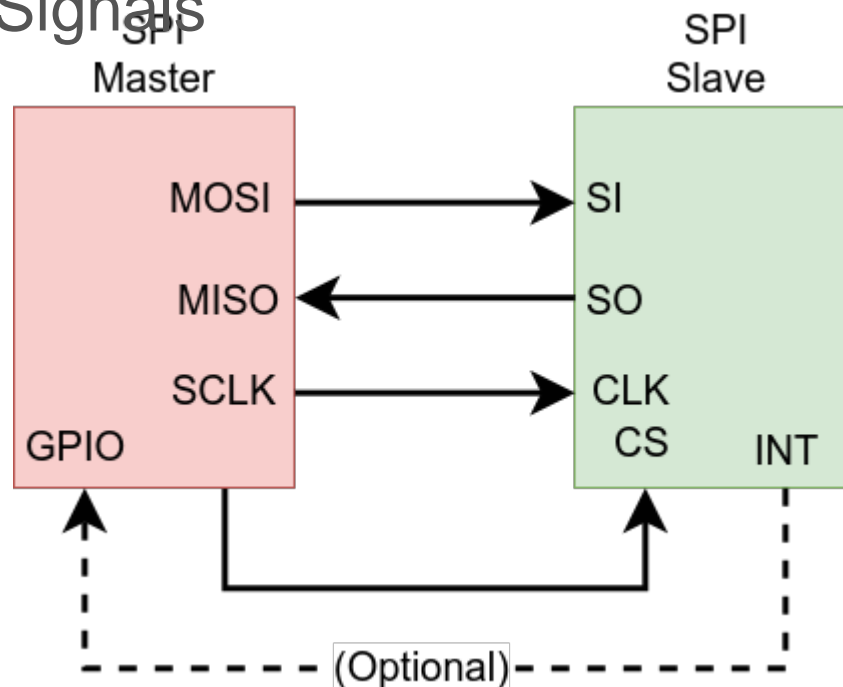 Signals
SPI
Master
SPI
Slave
MOSI
SI
MISO
SO
SCLK
CLK
GPIO
CS
INT
(Optional)